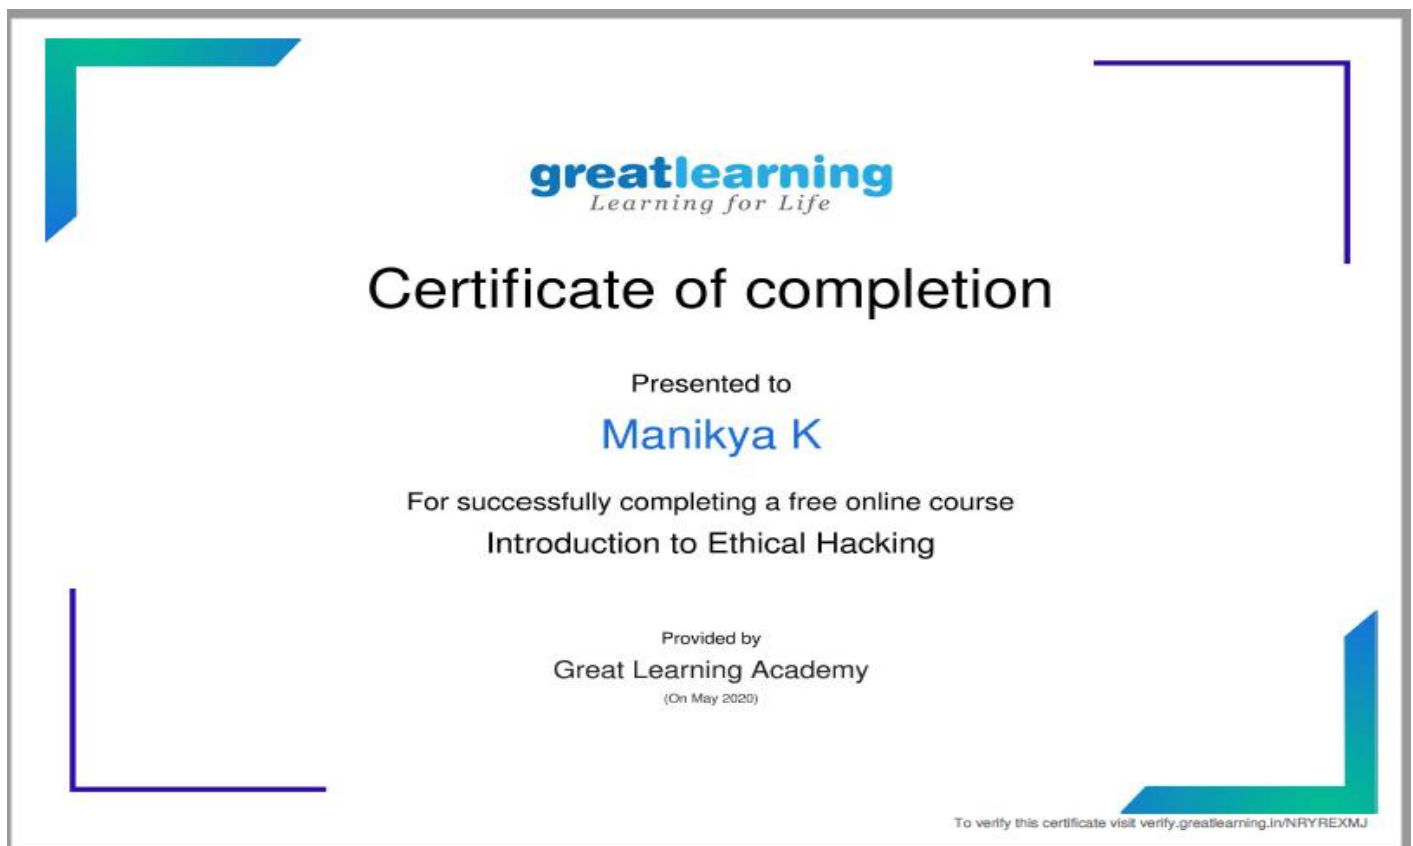 greatlearning
Learning for Life
Certificate of completion
Presented to
Manikya K
For successfully completing a free online course
Introduction to Ethical Hacking
Provided by
Great Learning Academy
(On May 2020)
To verify this certificate visit verify.greatlearning.in/NRYREXMJ